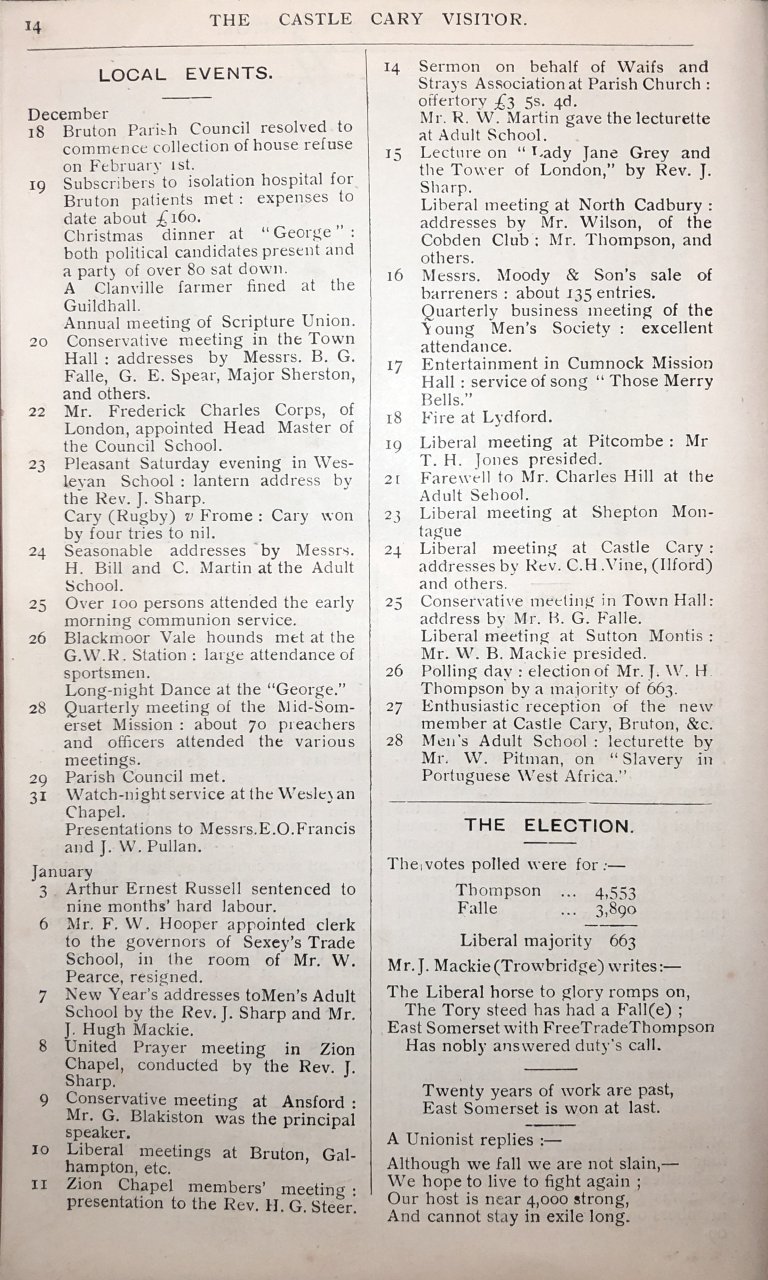 14
THE CASTLE CARY VISITOR.
LOCAL EVENTS.
December
18 Bruton Parish Council resolved to
commence collection of house refuse
on February 1st.
19 Subscribers to isolation hospital for
Bruton patients met : expenses to
date about £160.
Christmas dinner at "George" :
both political candidates present and
a party of over 80 sat down.
A Clanville farmer fined at the
Guildhall.
Annual meeting of Scripture Union.
20 Conservative meeting in the Town
Hall : addresses by Messrs. B. G.
Falle, G. E. Spear, Major Sherston,
and others.
22 Mr. Frederick Charles Corps, of
London, appointed Head Master of
the Council School.
23 Pleasant Saturday evening in Wes-
leyan School : lantern address by
the Rev. J. Sharp.
Cary (Rugby) v Frome : Cary won
by four tries to nil.
24 Seasonable addresses by Messrs.
H. Bill and C. Martin at the Adult
School.
25 Over 100 persons attended the early
morning communion service.
26 Blackmoor Vale hounds met at the
G.W.R. Station : large attendance of
sportsmen.
Long-night Dance at the "George."
28 Quarterly meeting of the Mid-Som-
erset Mission : about 70 preachers
and officers attended the various
meetings.
29 Parish Council met.
31 Watch-night service at the Wesleyan
Chapel.
Presentations to Messrs.E.O.Francis
and J. W. Pullan.
January
3 Arthur Ernest Russell sentenced to
nine months' hard labour.
6 Mr. F. W. Hooper appointed clerk
to the governors of Sexey's Trade
School, in the room of Mr. W.
Pearce, resigned.
7 New Year's addresses toMen's Adult
School by the Rev. J. Sharp and Mr.
J. Hugh Mackie.
8 United Prayer meeting in Zion
Chapel, conducted by the Rev. J.
Sharp.
9 Conservative meeting at Ansford :
Mr. G. Blakiston was the principal
speaker.
10 Liberal meetings at Bruton, Gal-
hampton, etc.
11 Zion Chapel members' meeting :
presentation to the Rev. H. G. Steer.
14 Sermon on behalf of Waifs and
Strays Association at Parish Church :
offertory £3 5s. 4d.
Mr. R. W. Martin gave the lecturette
at Adult School.
15 Lecture on "Lady Jane Grey and
the Tower of London," by Rev. J.
Sharp.
Liberal meeting at North Cadbury :
addresses by Mr. Wilson, of the
Cobden Club ; Mr. Thompson, and
others.
16 Messrs. Moody & Son's sale of
barreners : about 135 entries.
Quarterly business meeting of the
Young Men's Society : excellent
attendance.
17 Entertainment in Cumnock Mission
Hall : service of song "Those Merry
Bells."
18 Fire at Lydford.
19 Liberal meeting at Pitcombe : Mr
T. H. Jones presided.
21 Farewell to Mr. Charles Hill at the
Adult Sehool.
23 Liberal meeting at Shepton Mon-
tague
24 Liberal meeting at Castle Cary :
addresses by Rev. C.H.Vine, (Ilford)
and others.
25 Conservative meeting in Town Hall :
address by Mr. B. G. Falle.
Liberal meeting at Sutton Montis :
Mr. W. B. Mackie presided.
26 Polling day : election of Mr. J. W. H
Thompson by a majority of 663.
27 Enthusiastic reception of the new
member at Castle Cary, Bruton, &c.
28 Men's Adult School : lecturette by
Mr. W. Pitman, on "Slavery in
Portuguese West Africa."
THE ELECTION.
The votes polled were for :—
Thompson ... 4,553
Falle ... 3,890
Liberal majority 663
Mr. J. Mackie (Trowbridge) writes:—
The Liberal horse to glory romps on,
The Tory steed has had a Fall(e) ;
East Somerset with FreeTradeThompson
Has nobly answered duty's call.
Twenty years of work are past,
East Somerset is won at last.
A Unionist replies :—
Although we fall we are not slain,—
We hope to live to fight again ;
Our host is near 4,000 strong,
And cannot stay in exile long.